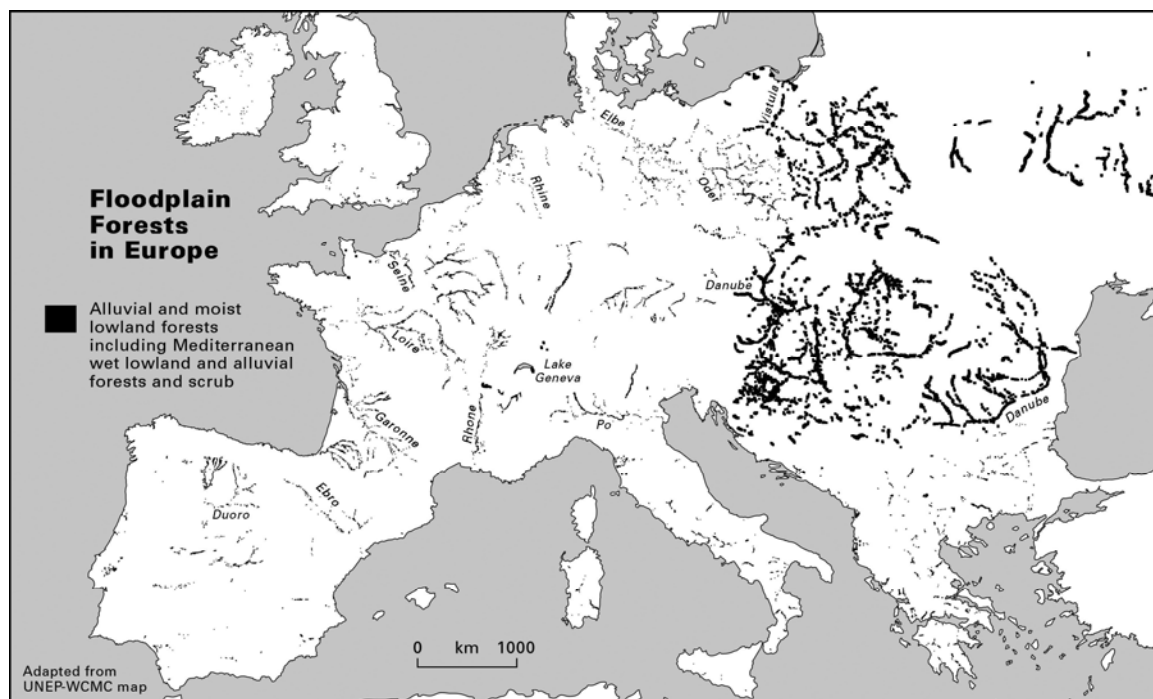 Floodplain
Forests
in Europe
Alluvial and moist
lowland forests
including Mediterranean
wet lowland and alluvial
forests and scrub
Elbe
Vistula
Oder
Rhine
Seine
Danube
Loire
Lake
Geneva
Po
Danube
Garonne
Rhone
Ebro
Duoro
0 km 1000
Adapted from
UNEP-WCMC map